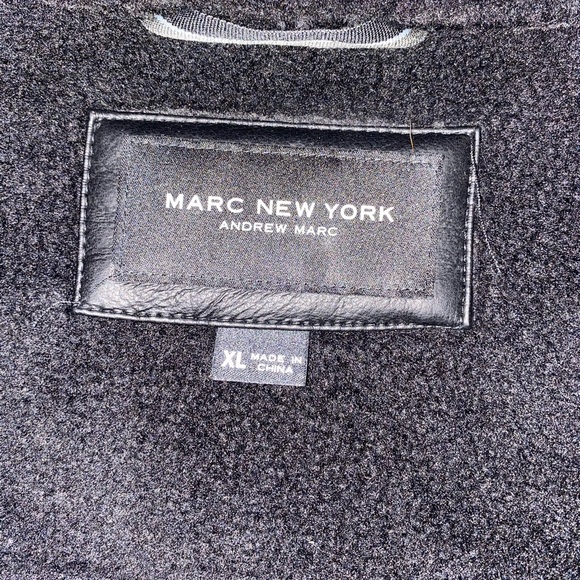 MARC NEW YORK
ANDREW MARC
XL MADE IN
CHINA